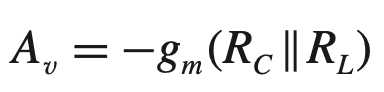 A_v = −g_m(R_C ∥ R_L)